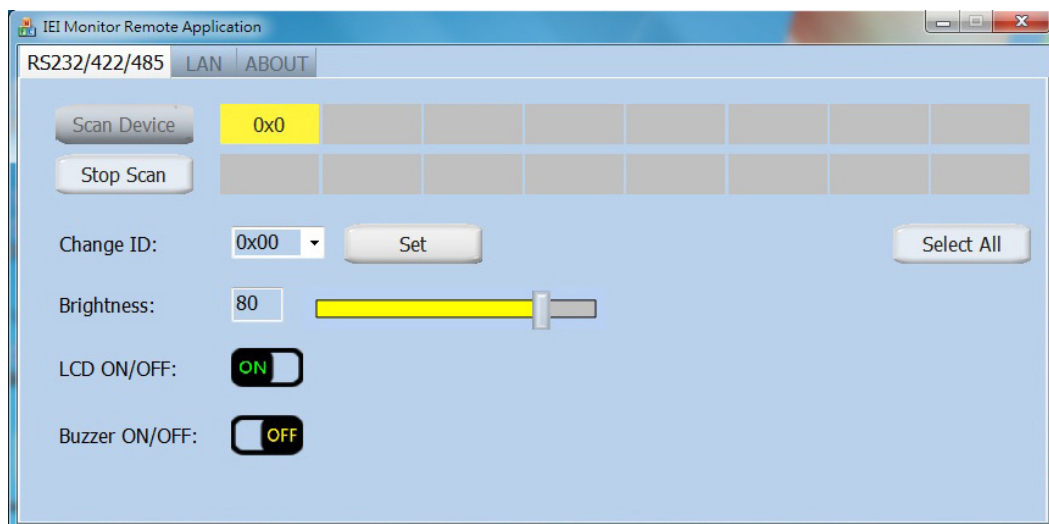 IEI Monitor Remote Application
RS232/422/485 LAN ABOUT
Scan Device 0x0
Stop Scan
Change ID: 0x00 Set Select All
Brightness: 80
LCD ON/OFF: ON
Buzzer ON/OFF: OFF